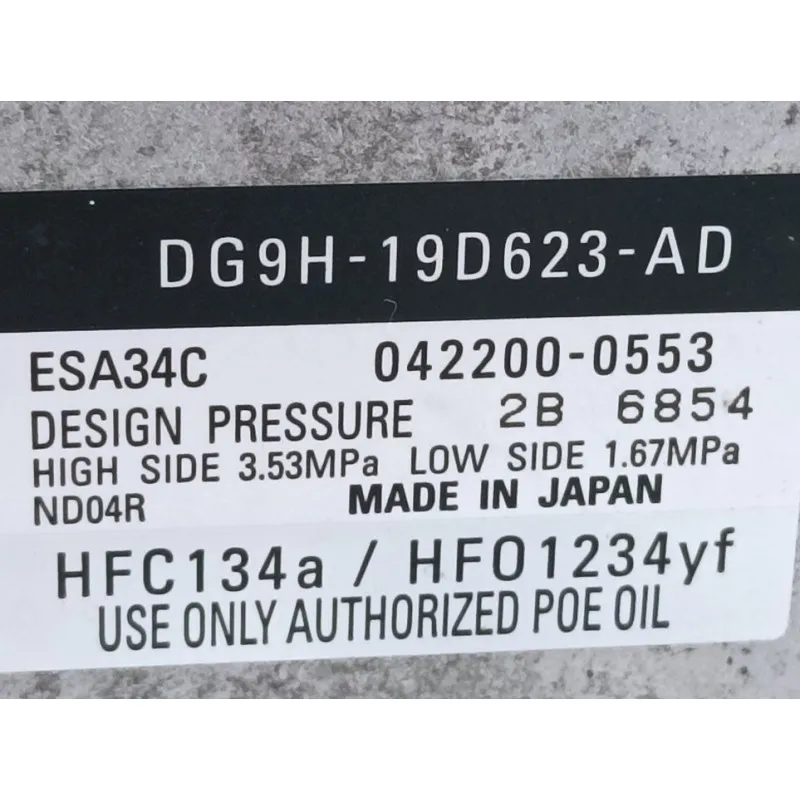 DG9H-19D623-AD
ESA34C 042200-0553
DESIGN PRESSURE 2B 6854
HIGH SIDE 3.53MPa LOW SIDE 1.67MPa
ND04R MADE IN JAPAN
HFC134a / HFO1234yf
USE ONLY AUTHORIZED POE OIL